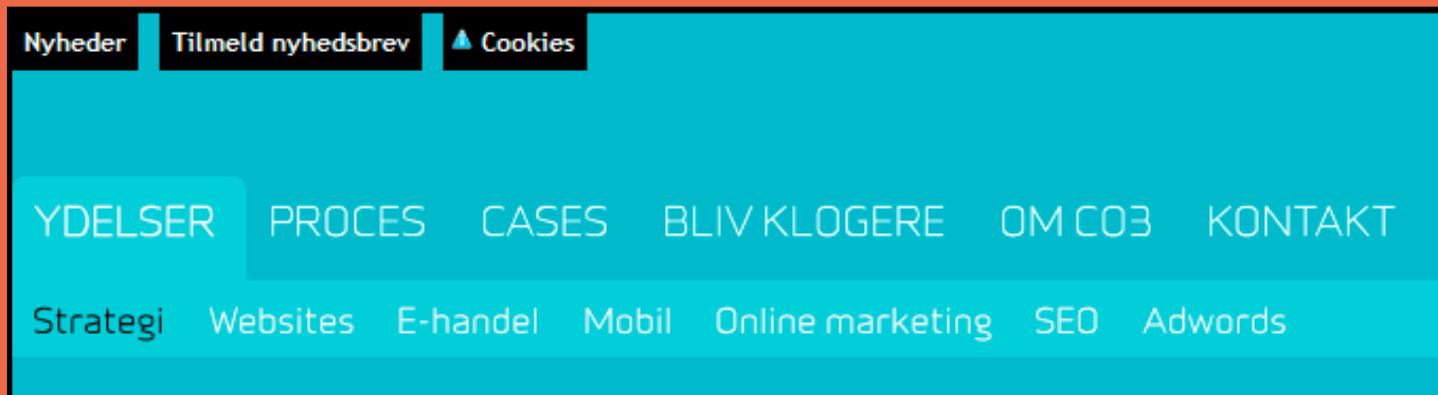 Nyheder Tilmeld nyhedsbrev Cookies
YDELSER PROCES CASES BLIV KLOGERE OM CO3 KONTAKT
Strategi Websites E-handel Mobil Online marketing SEO Adwords